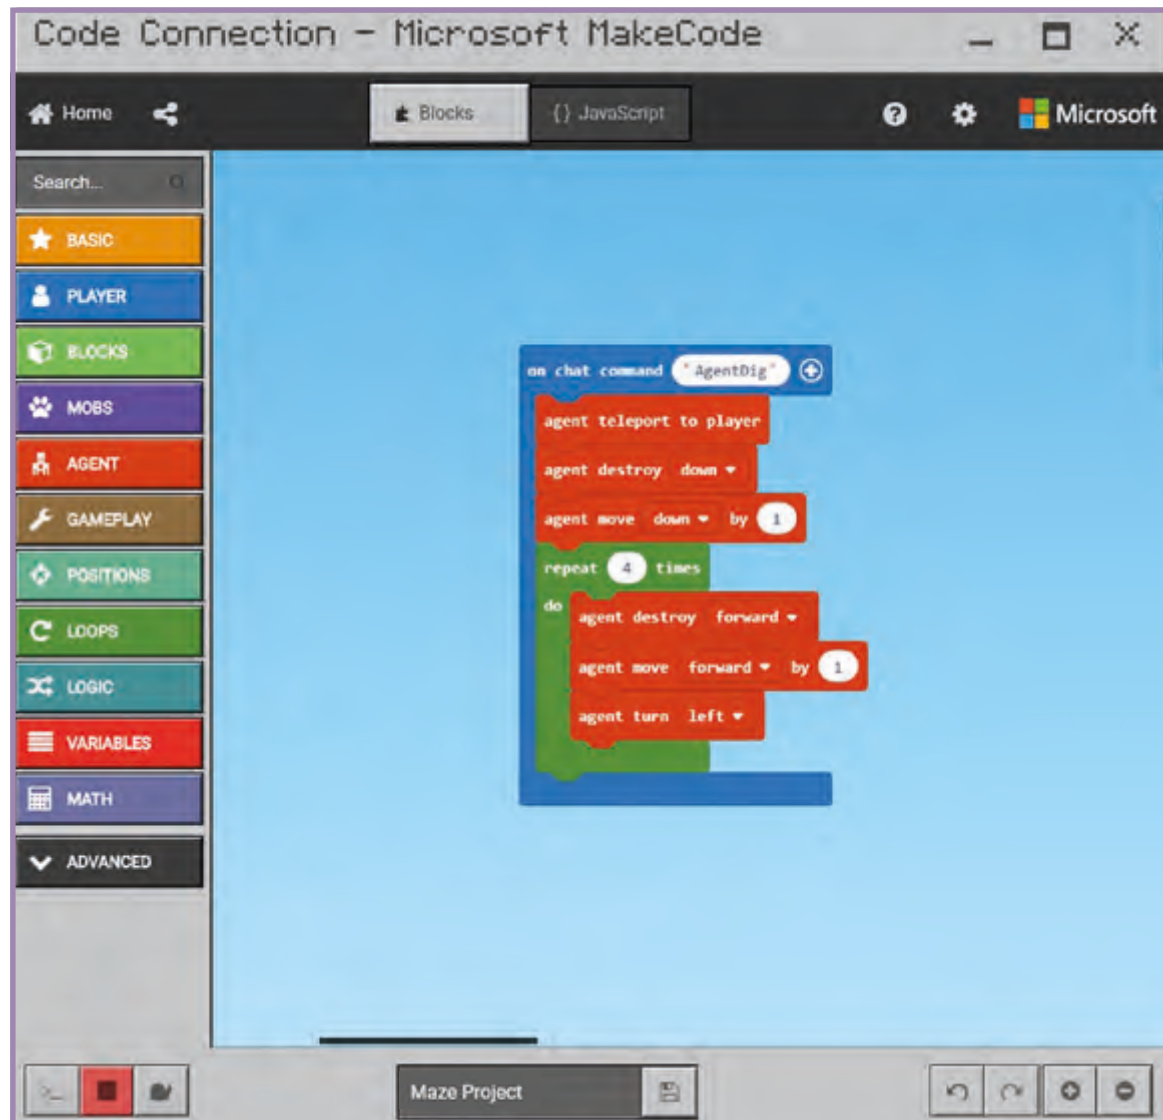 Code Connection - Microsoft MakeCode
Home
Blocks
{} JavaScript
Microsoft
Search...
BASIC
PLAYER
BLOCKS
MOBS
AGENT
GAMEPLAY
POSITIONS
LOOPS
LOGIC
VARIABLES
MATH
ADVANCED
on chat command "AgentDig"
agent teleport to player
agent destroy down
agent move down by 1
repeat 4 times
do
agent destroy forward
agent move forward by 1
agent turn left
Maze Project